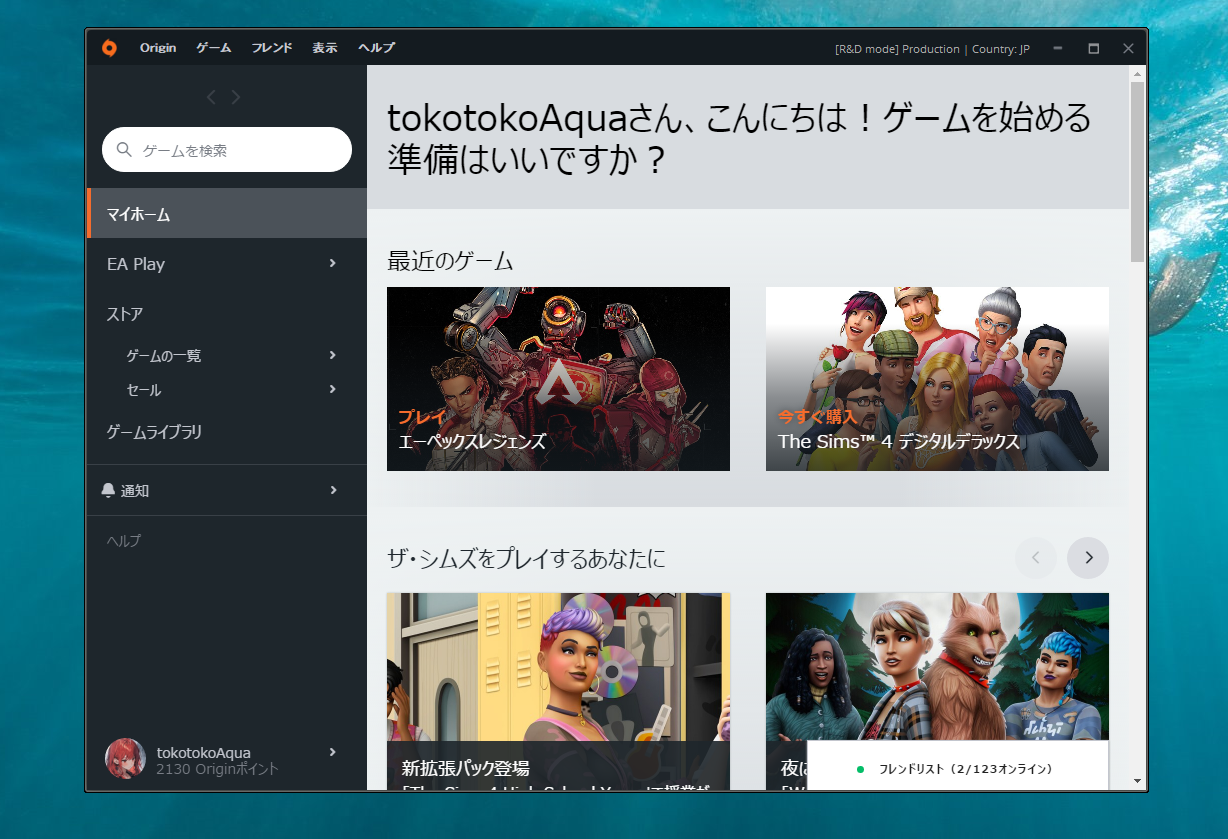 Origin ゲーム フレンド 表示 ヘルプ
[R&D mode] Production | Country: JP
ゲームを検索
マイホーム
EA Play
ストア
ゲームの一覧
セール
ゲームライブラリ
通知
ヘルプ
tokotokoAqua
2130 Originポイント
tokotokoAquaさん、こんにちは！ゲームを始める
準備はいいですか？
最近のゲーム
プレイ
エーペックスレジェンズ
今すぐ購入
The Sims™ 4 デジタルデラックス
ザ・シムズをプレイするあなたに
新拡張パック登場
夜に
フレンドリスト（2/123オンライン）